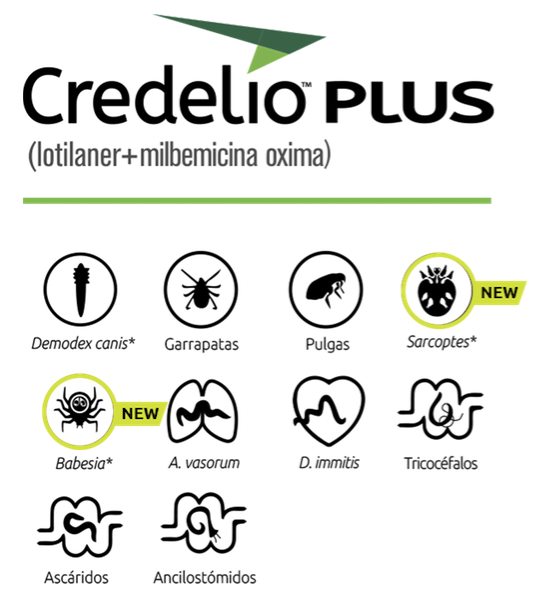 Credelio™ PLUS
(lotilaner+milbemicina oxima)
Demodex canis* Garrapatas Pulgas Sarcoptes* NEW
Babesia* NEW A. vasorum D. immitis Tricocéfalos
Ascáridos Ancilostómidos